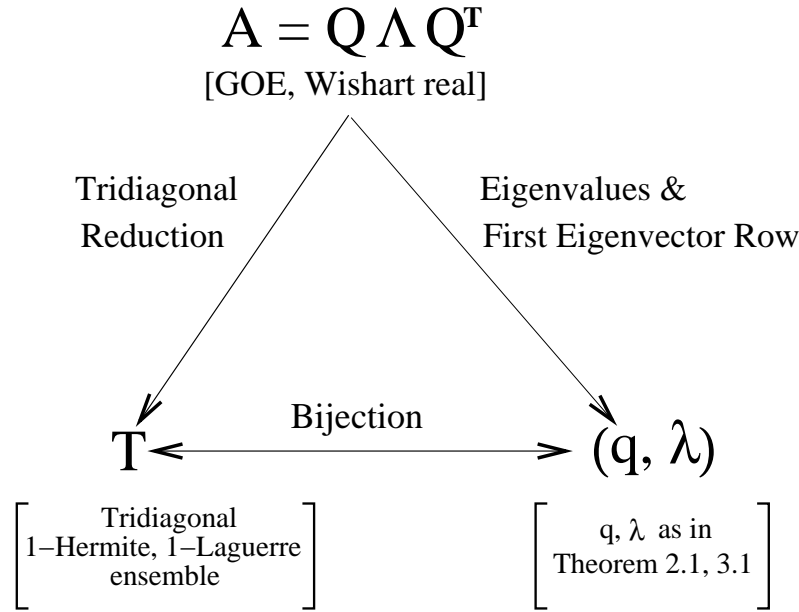 A = Q Λ Qᵀ
[GOE, Wishart real]
Tridiagonal
Reduction
Eigenvalues &
First Eigenvector Row
Bijection
T
(q, λ)
Tridiagonal
1−Hermite, 1−Laguerre
ensemble
q, λ as in
Theorem 2.1, 3.1